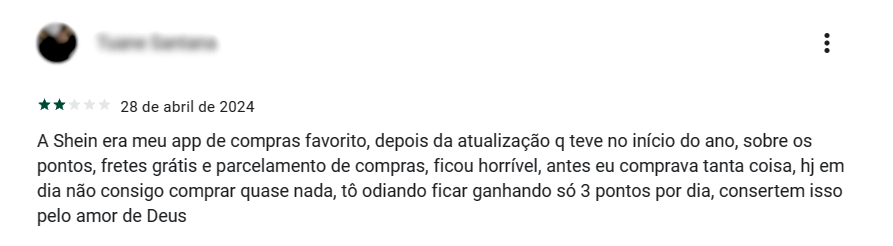 28 de abril de 2024
A Shein era meu app de compras favorito, depois da atualização q teve no início do ano, sobre os
pontos, fretes grátis e parcelamento de compras, ficou horrível, antes eu comprava tanta coisa, hj em
dia não consigo comprar quase nada, tô odiando ficar ganhando só 3 pontos por dia, consertem isso
pelo amor de Deus